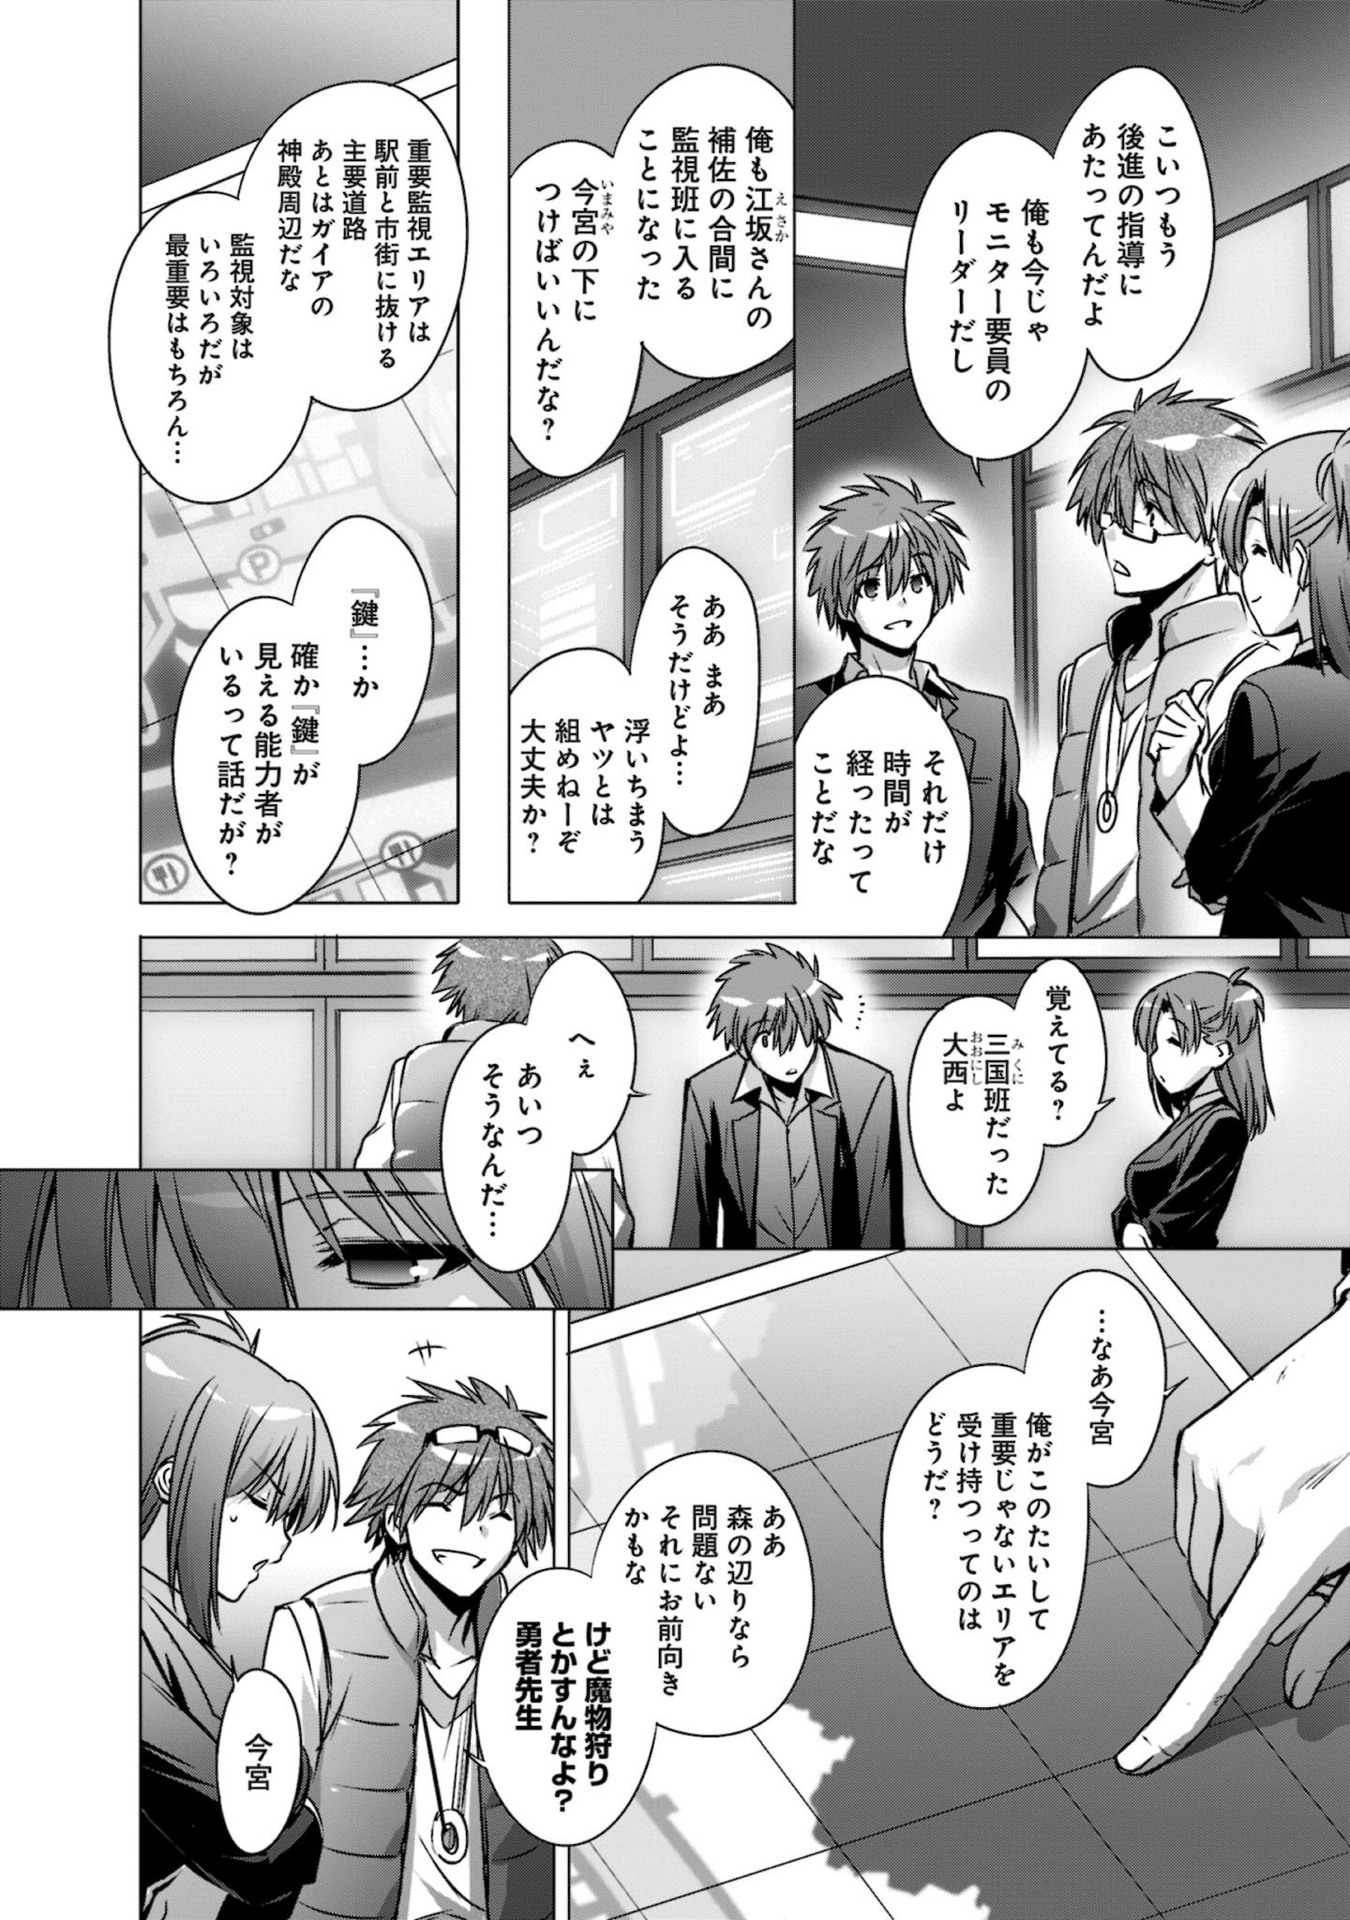 こいつもう
後進の指導に
あたってんだよ
俺も今じゃ
モニター要員の
リーダーだし
それだけ
時間が
経ったって
ことだな
俺も江坂さんの
えさか
補佐の合間に
監視班に入る
ことになった
今宮の下に
いまみや
つけばいいんだな?
ああ まあ
そうだけどよ…
浮いちまう
ヤツとは
組めねーぞ
大丈夫か?
重要監視エリアは
駅前と市街に抜ける
主要道路
あとはガイアの
神殿周辺だな
監視対象は
いろいろだが
最重要はもちろん…
『鍵』…か
確か『鍵』が
見える能力者が
いるって話だが?
P
覚えてる?
三国班だった
みくに
大西よ
おおにし
へぇ
あいつ
そうなんだ…
…なあ今宮
俺がこのたいして
重要じゃないエリアを
受け持つってのは
どうだ?
ああ
森の辺りなら
問題ない
それにお前向き
かもな
けど魔物狩り
とかすんなよ?
勇者先生
今宮